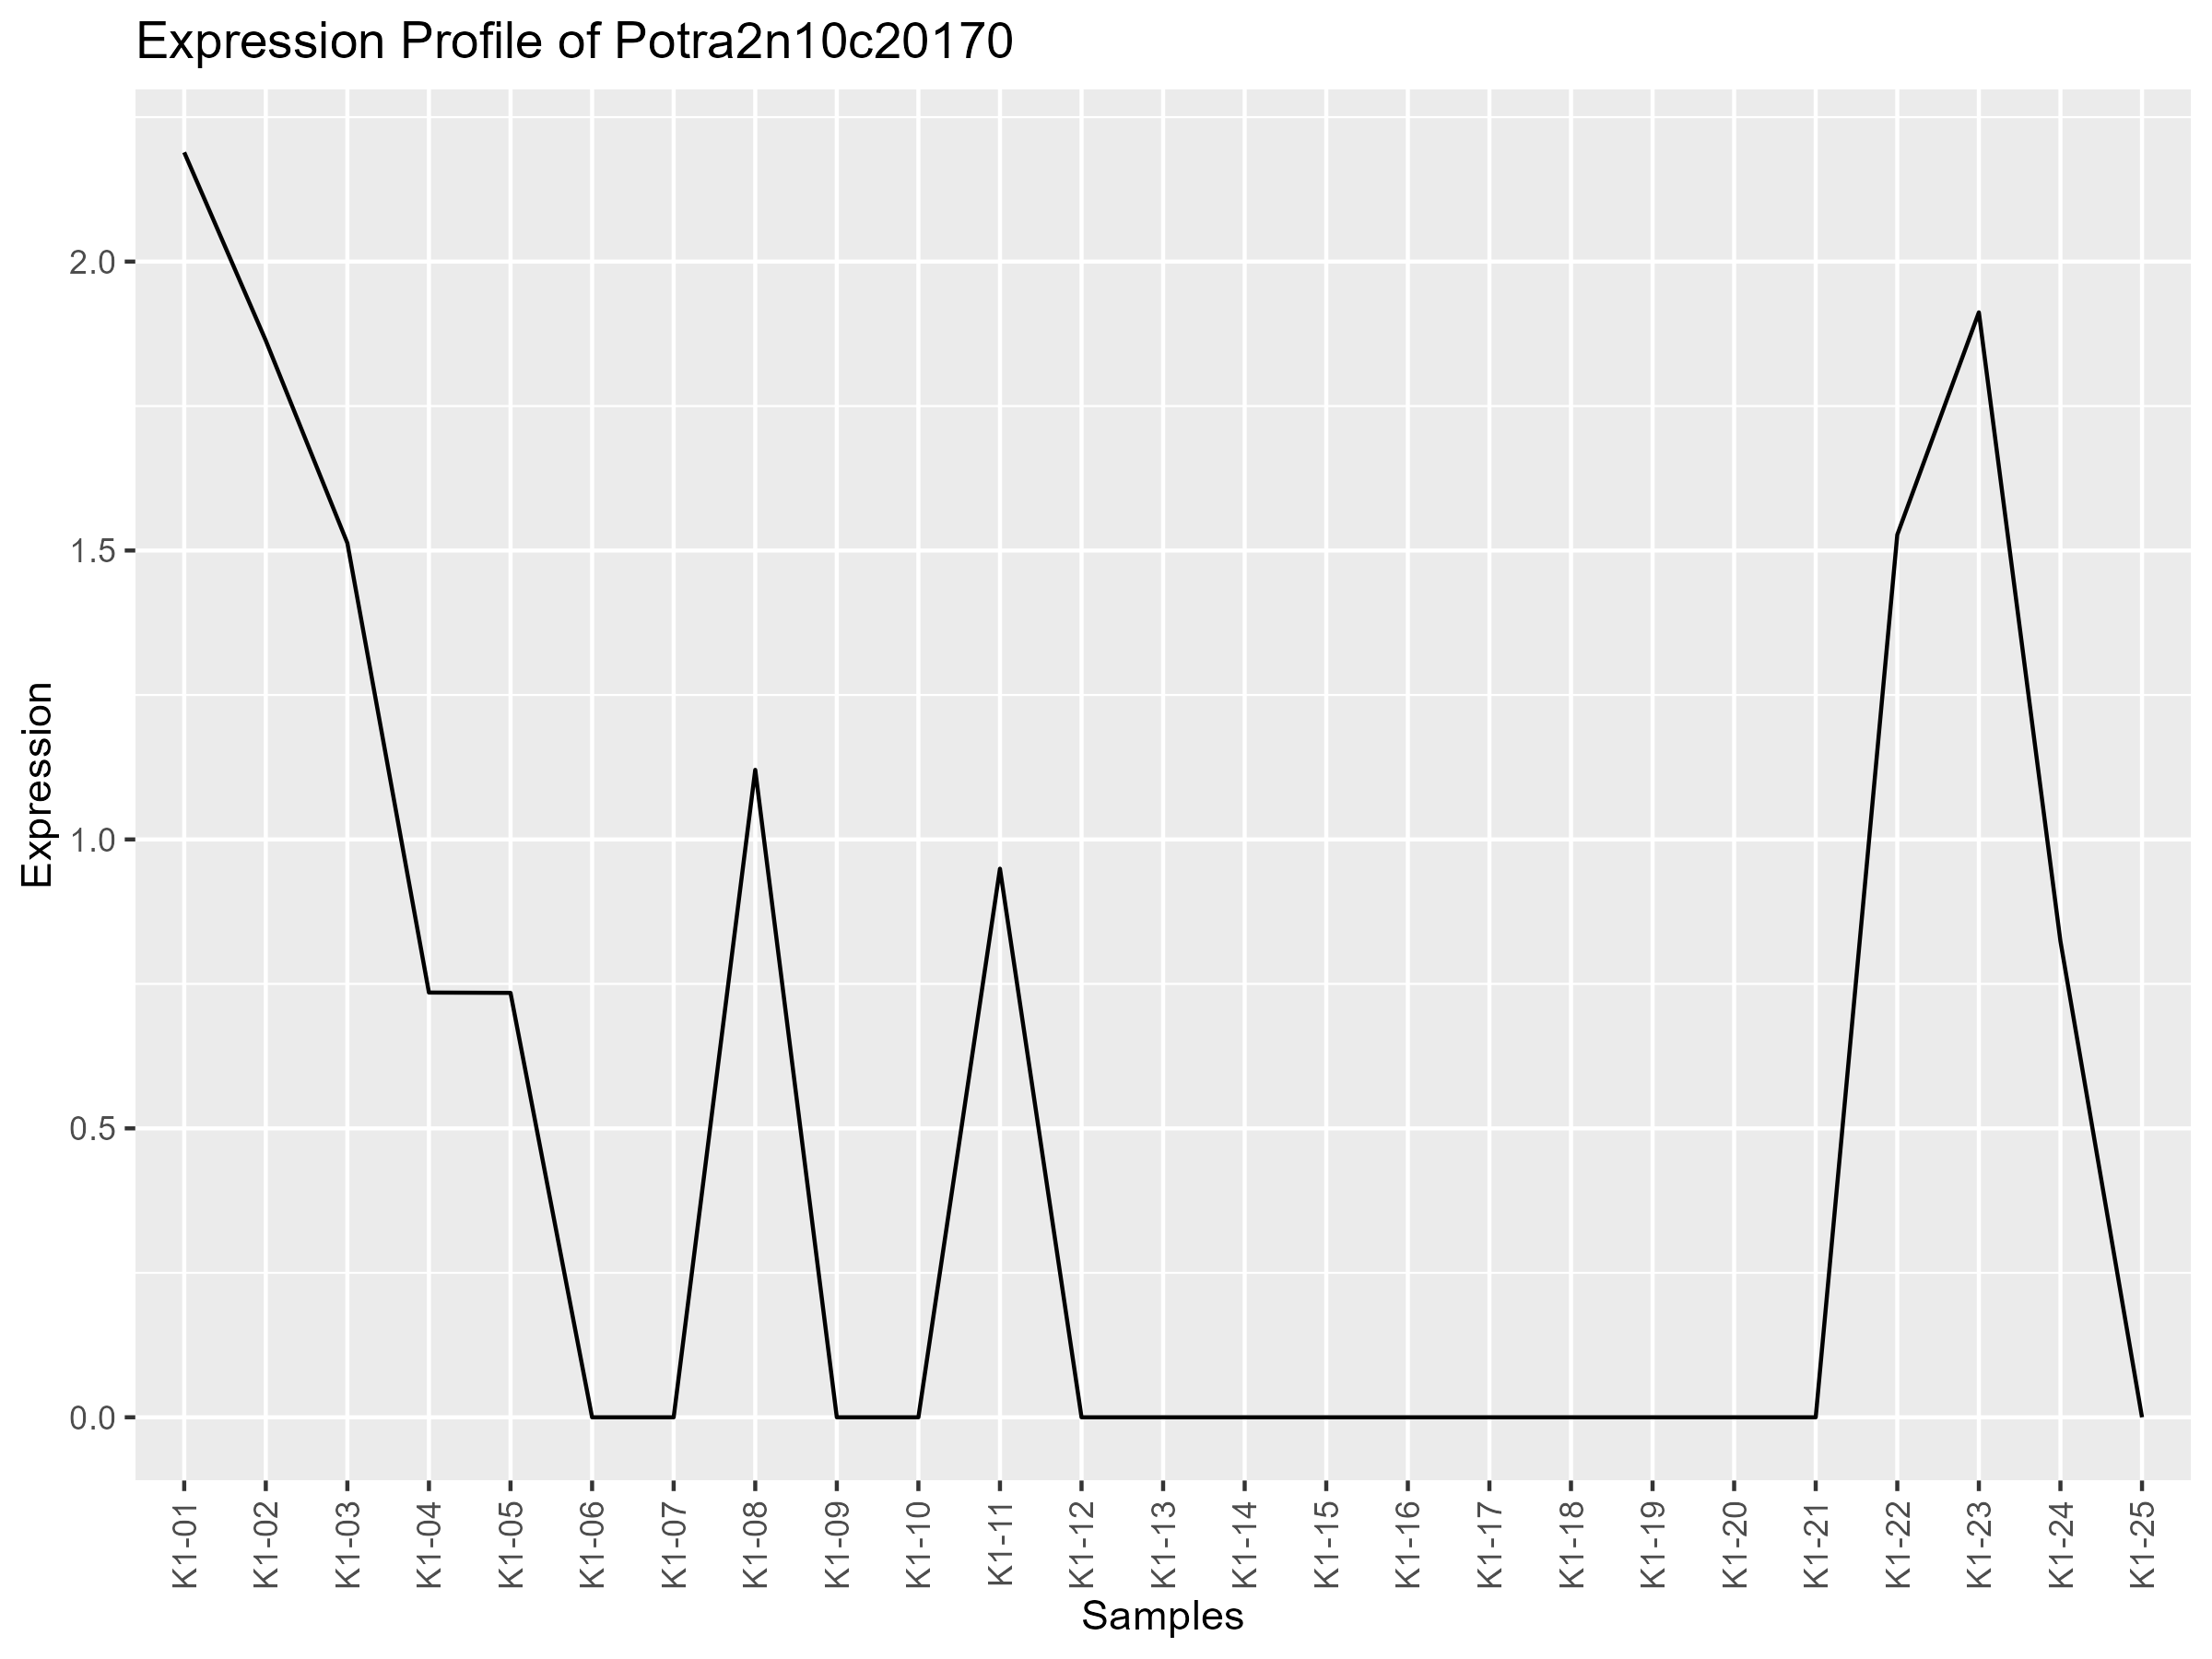 Expression Profile of Potra2n10c20170
Expression
2.0
1.5
1.0
0.5
0.0
K1-01
K1-02
K1-03
K1-04
K1-05
K1-06
K1-07
K1-08
K1-09
K1-10
K1-11
K1-12
K1-13
K1-14
K1-15
K1-16
K1-17
K1-18
K1-19
K1-20
K1-21
K1-22
K1-23
K1-24
K1-25
Samples